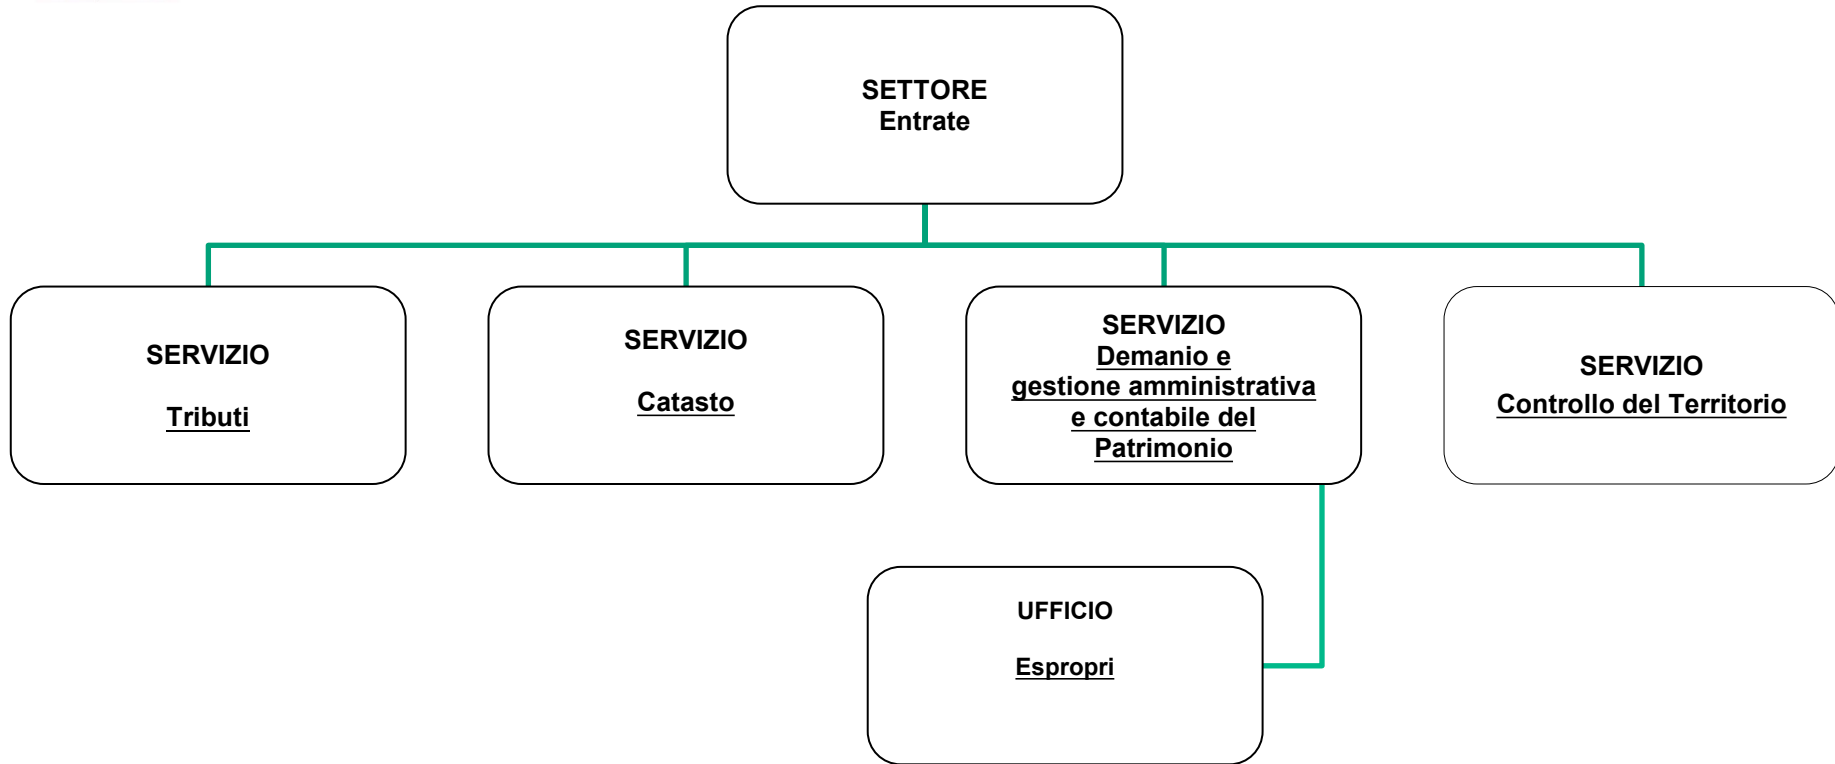 SETTORE
Entrate
SERVIZIO
Tributi
SERVIZIO
Catasto
SERVIZIO
Demanio e
gestione amministrativa
e contabile del
Patrimonio
SERVIZIO
Controllo del Territorio
UFFICIO
Espropri